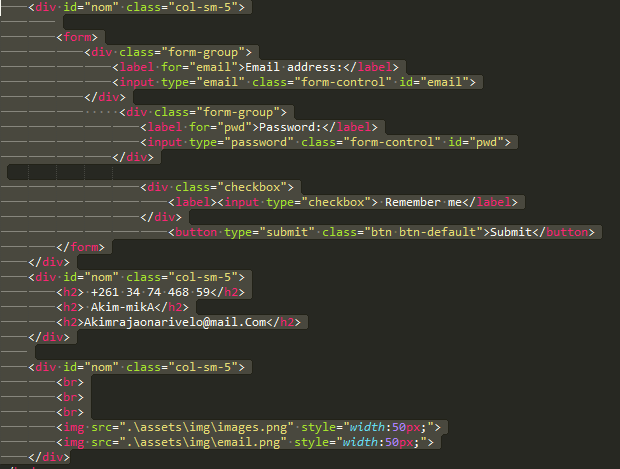 <div id="nom" class="col-sm-5">
<form>
<div class="form-group">
<label for="email">Email address:</label>
<input type="email" class="form-control" id="email">
</div>
<div class="form-group">
<label for="pwd">Password:</label>
<input type="password" class="form-control" id="pwd">
</div>
<div class="checkbox">
<label><input type="checkbox"> Remember me</label>
</div>
<button type="submit" class="btn btn-default">Submit</button>
</form>
</div>
<div id="nom" class="col-sm-5">
<h2> +261 34 74 468 59</h2>
<h2> Akim-mikA</h2>
<h2>Akimrajaonarivelo@mail.Com</h2>
</div>
<div id="nom" class="col-sm-5">
<br>
<br>
<br>
<img src=".\assets\img\images.png" style="width:50px;">
<img src=".\assets\img\email.png" style="width:50px;">
</div>